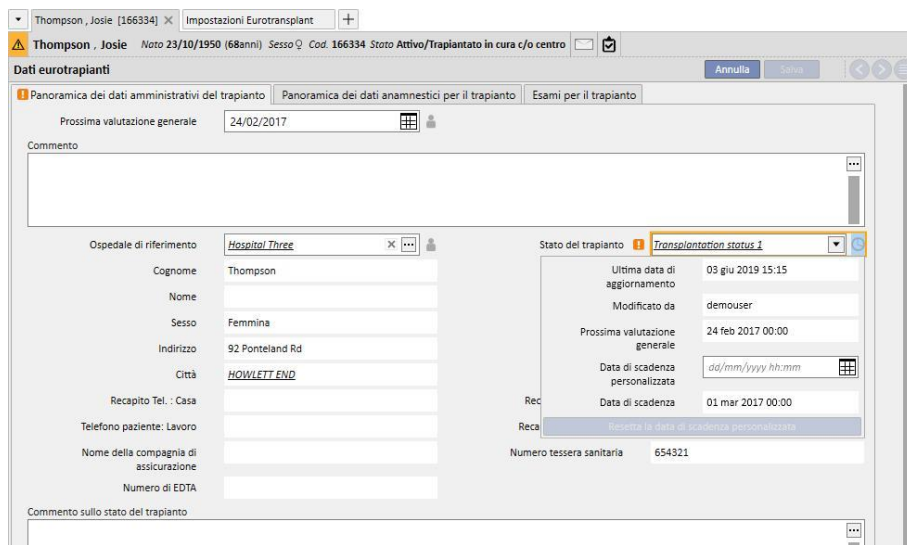 Thompson , Josie [166334]
Impostazioni Eurotransplant
Thompson , Josie Nato 23/10/1950 (68anni) Sesso♀ Cod. 166334 Stato Attivo/Trapiantato in cura c/o centro
Dati eurotrapianti
Annulla
Salva
Panoramica dei dati amministrativi del trapianto
Panoramica dei dati anamnestici per il trapianto
Esami per il trapianto
Prossima valutazione generale 24/02/2017
Commento
Ospedale di riferimento Hospital Three
Stato del trapianto Transplantation status 1
Cognome Thompson
Ultima data di
aggiornamento
03 giu 2019 15:15
Nome
Modificato da demouser
Sesso Femmina
Prossima valutazione
generale
24 feb 2017 00:00
Indirizzo 92 Ponteland Rd
Città HOWLETT END
Data di scadenza
personalizzata
dd/mm/yyyy hh:mm
Recapito Tel. : Casa
Rec
Data di scadenza 01 mar 2017 00:00
Telefono paziente: Lavoro
Reca
Resetta la data di scadenza personalizzata
Nome della compagnia di
assicurazione
Numero tessera sanitaria 654321
Numero di EDTA
Commento sullo stato del trapianto